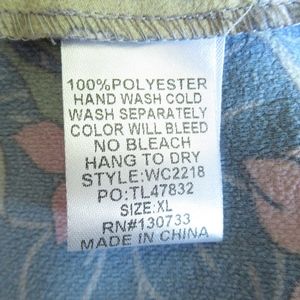 100%POLYESTER
HAND WASH COLD
WASH SEPARATELY
COLOR WILL BLEED
NO BLEACH
HANG TO DRY
STYLE:WC2218
PO:TL47832
SIZE:XL
RN#130733
MADE IN CHINA